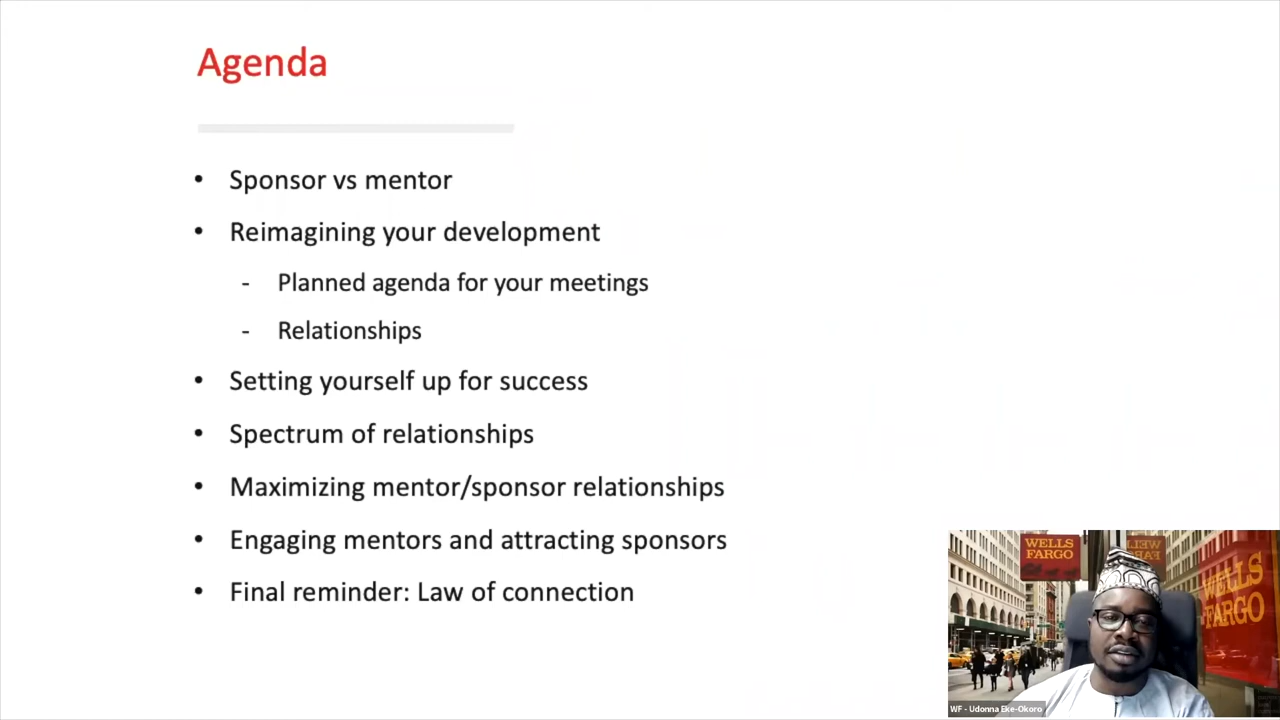 Agenda
• Sponsor vs mentor
• Reimagining your development
- Planned agenda for your meetings
- Relationships
• Setting yourself up for success
• Spectrum of relationships
• Maximizing mentor/sponsor relationships
• Engaging mentors and attracting sponsors
• Final reminder: Law of connection
WELLS
FARGO
WELLS
FARGO
WELLS
FARGO
WF - Udonna Eke-Okoro